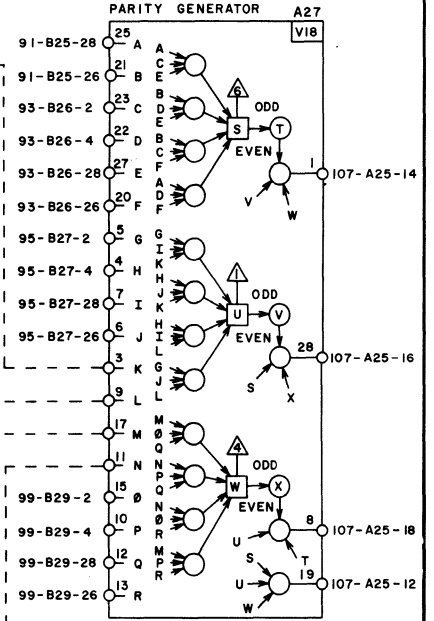 PARITY GENERATOR A27
V18
91-B25-28 25 A
91-B25-26 21 B
93-B26-2 23 C
93-B26-4 22 D
93-B26-28 27 E
93-B26-26 20 F
95-B27-2 5 G
95-B27-4 4 H
95-B27-28 7 I
95-B27-26 6 J
3 K
9 L
17 M
11 N
99-B29-2 15 Ø
99-B29-4 10 P
99-B29-28 12 Q
99-B29-26 13 R
A
C
E
B
D
E
B
C
F
A
D
F
6
S
ODD
EVEN
T
V
W
1 107-A25-14
G
I
K
H
J
K
H
I
L
G
J
L
1
U
ODD
EVEN
V
S
X
28 107-A25-16
M
Ø
Q
N
P
Q
N
Ø
R
M
P
R
4
W
ODD
EVEN
X
U
T
8 107-A25-18
S
U
W
19 107-A25-12